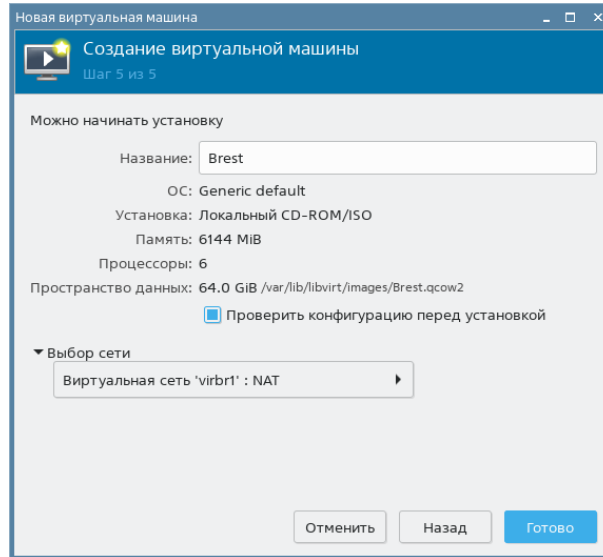 Новая виртуальная машина
Создание виртуальной машины
Шаг 5 из 5
Можно начинать установку
Название: Brest
ОС: Generic default
Установка: Локальный CD-ROM/ISO
Память: 6144 MiB
Процессоры: 6
Пространство данных: 64.0 GiB /var/lib/libvirt/images/Brest.qcow2
Проверить конфигурацию перед установкой
Выбор сети
Виртуальная сеть 'virbr1' : NAT
Отменить Назад Готово